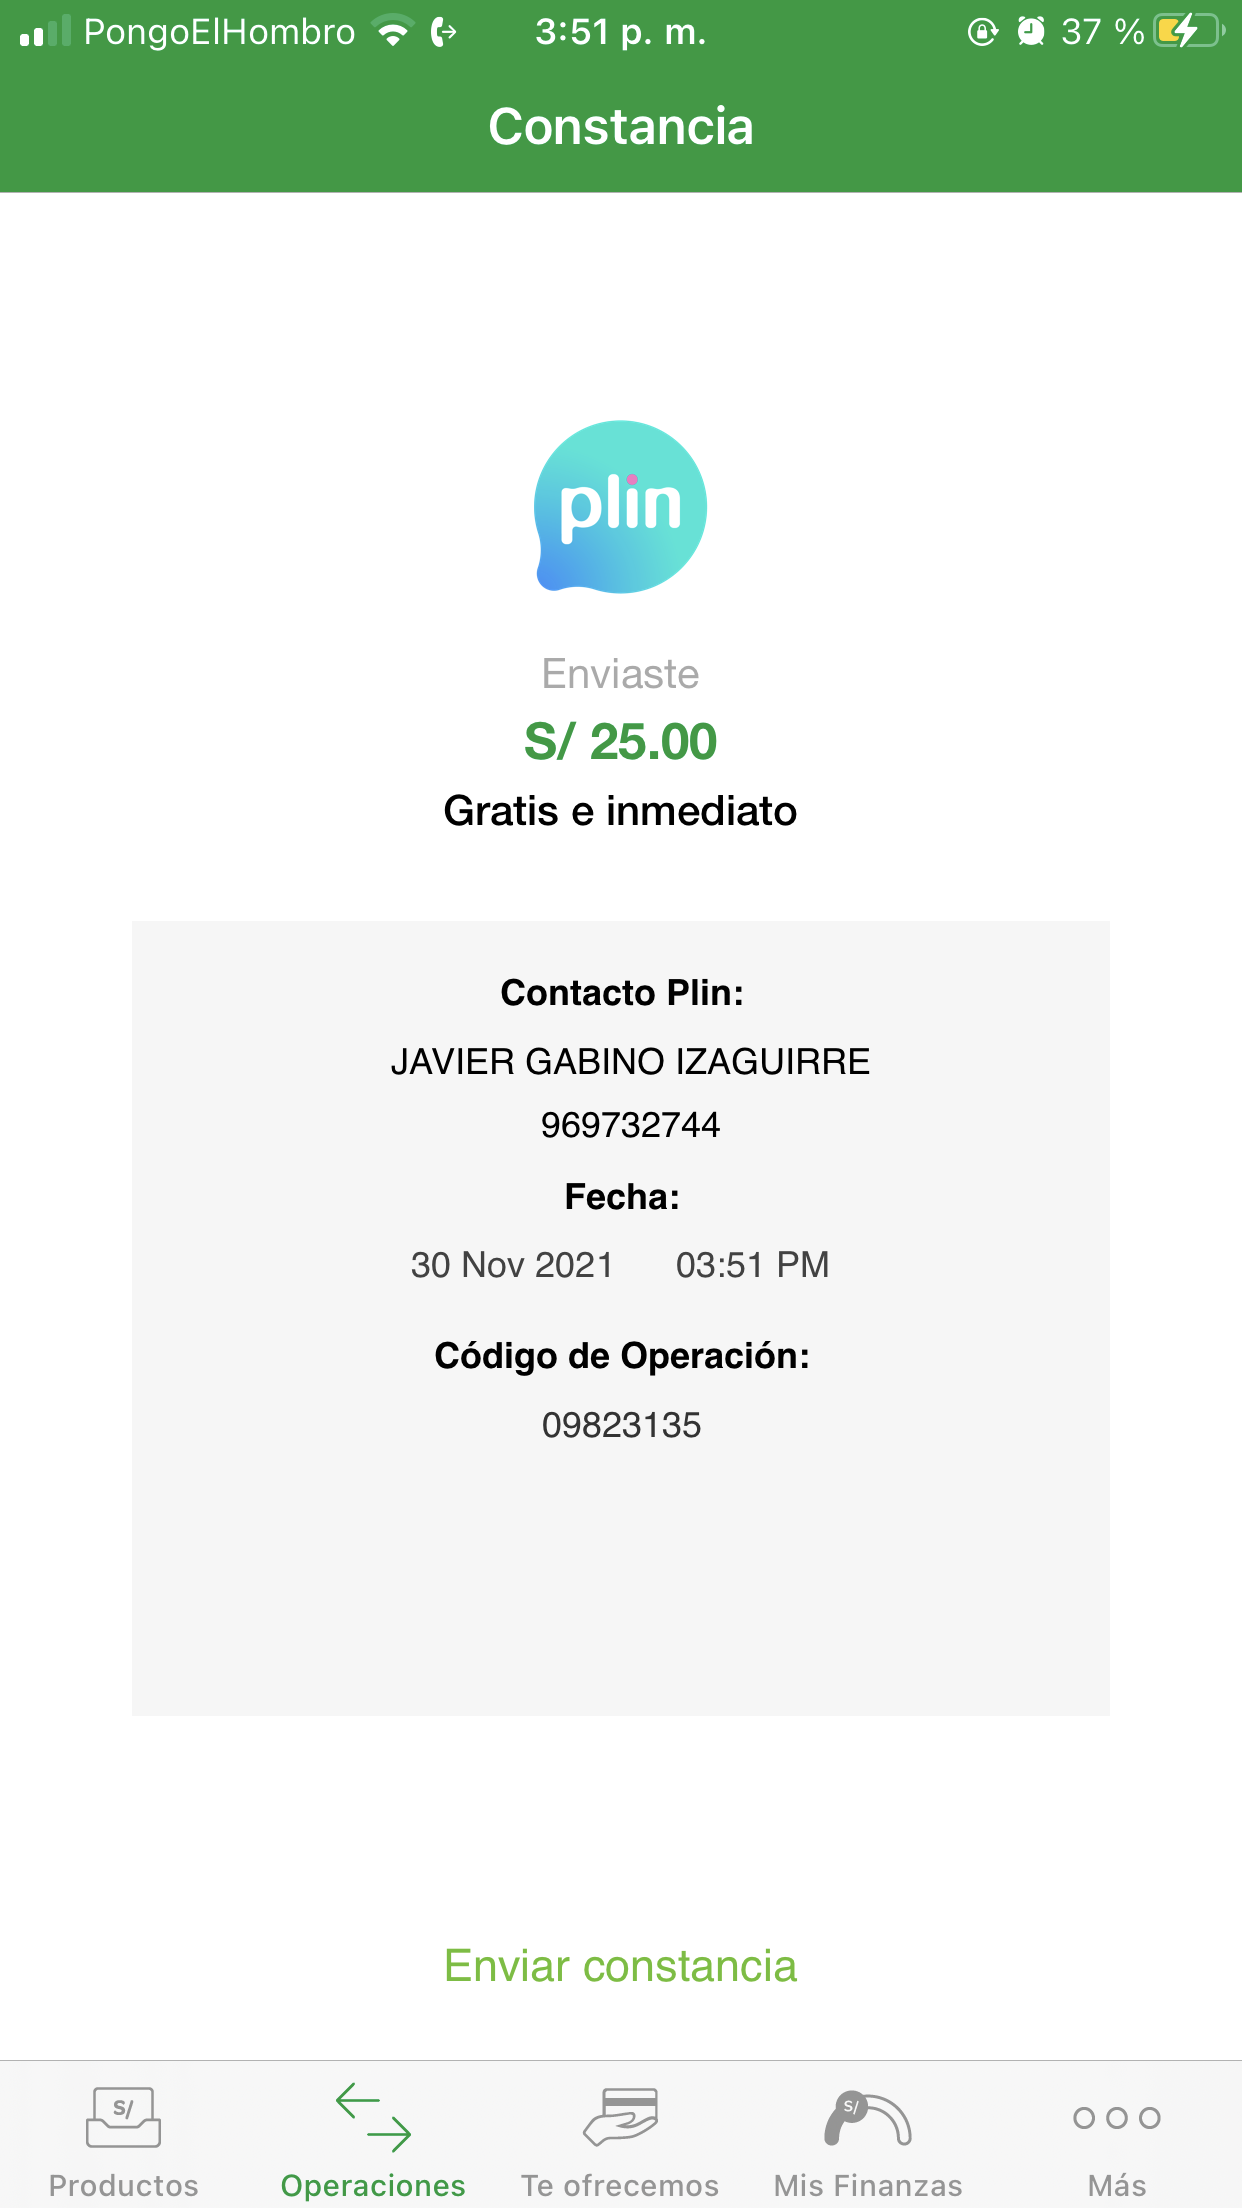 PongoElHombro 3:51 p. m. 37 %
Constancia
plin
Enviaste
S/ 25.00
Gratis e inmediato
Contacto Plin:
JAVIER GABINO IZAGUIRRE
969732744
Fecha:
30 Nov 2021 03:51 PM
Código de Operación:
09823135
Enviar constancia
S/ S/
Productos Operaciones Te ofrecemos Mis Finanzas Más